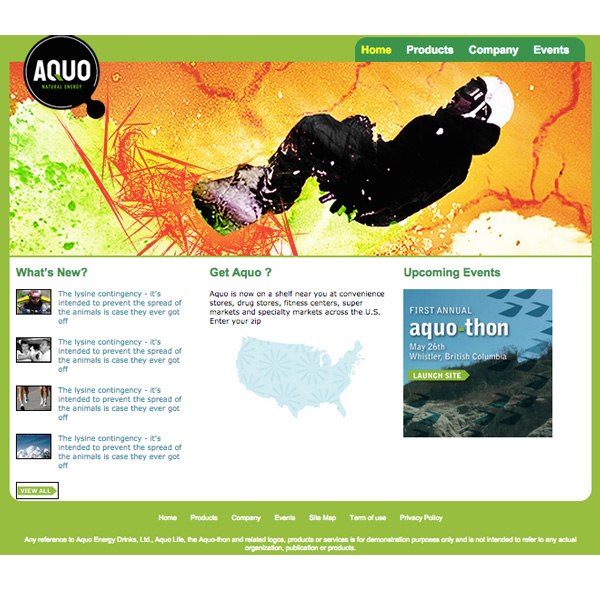 AQUO
NATURAL ENERGY
Home Products Company Events
What's New?
The lysine contingency - it's
intended to prevent the spread of
the animals is case they ever got
off
The lysine contingency - it's
intended to prevent the spread of
the animals is case they ever got
off
The lysine contingency - it's
intended to prevent the spread of
the animals is case they ever got
off
The lysine contingency - it's
intended to prevent the spread of
the animals is case they ever got
off
VIEW ALL
Get Aquo ?
Aquo is now on a shelf near you at convenience
stores, drug stores, fitness centers, super
markets and specialty markets across the U.S.
Enter your zip
Upcoming Events
FIRST ANNUAL
aquo-thon
May 26th
Whistler, British Columbia
LAUNCH SITE
Home Products Company Events Site Map Term of use Privacy Policy
Any reference to Aquo Energy Drinks, Ltd., Aquo Life, the Aquo-thon and related logos, products or services is for demonstration purposes only and is not intended to refer to any actual
organization, publication or products.